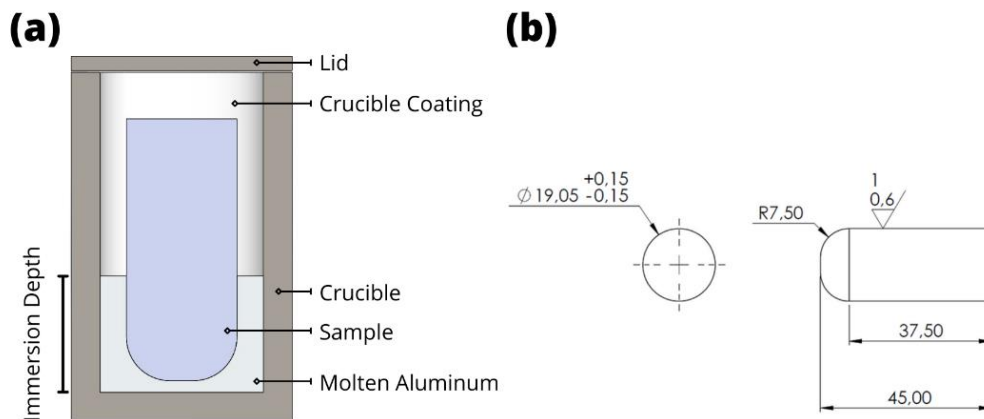 (a)
Lid
Crucible Coating
Immersion Depth
Crucible
Sample
Molten Aluminum
(b)
+0,15
∅19,05 -0,15
R7,50
1
0,6
37,50
45,00